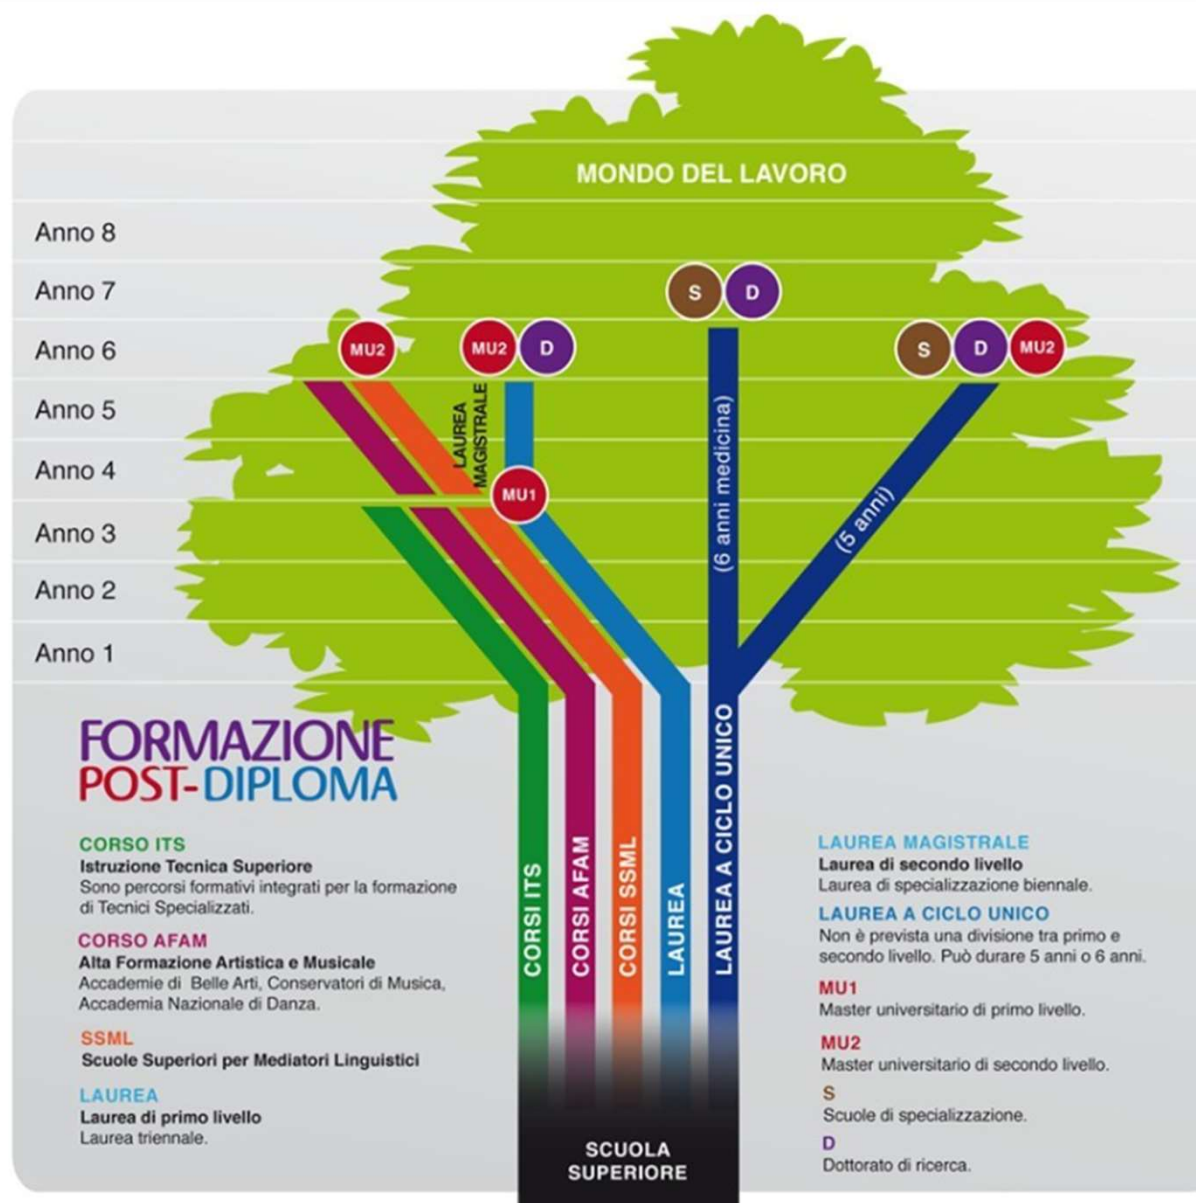 MONDO DEL LAVORO
Anno 8
Anno 7
S
D
Anno 6
MU2
MU2
D
S
D
MU2
Anno 5
LAUREA
MAGISTRALE
Anno 4
MU1
(6 anni medicina)
(5 anni)
Anno 3
Anno 2
Anno 1
FORMAZIONE
POST-DIPLOMA
CORSO ITS
Istruzione Tecnica Superiore
Sono percorsi formativi integrati per la formazione
di Tecnici Specializzati.
CORSO AFAM
Alta Formazione Artistica e Musicale
Accademie di Belle Arti, Conservatori di Musica,
Accademia Nazionale di Danza.
SSML
Scuole Superiori per Mediatori Linguistici
LAUREA
Laurea di primo livello
Laurea triennale.
CORSI ITS
CORSI AFAM
CORSI SSML
LAUREA
LAUREA A CICLO UNICO
SCUOLA
SUPERIORE
LAUREA MAGISTRALE
Laurea di secondo livello
Laurea di specializzazione biennale.
LAUREA A CICLO UNICO
Non è prevista una divisione tra primo e
secondo livello. Può durare 5 anni o 6 anni.
MU1
Master universitario di primo livello.
MU2
Master universitario di secondo livello.
S
Scuole di specializzazione.
D
Dottorato di ricerca.